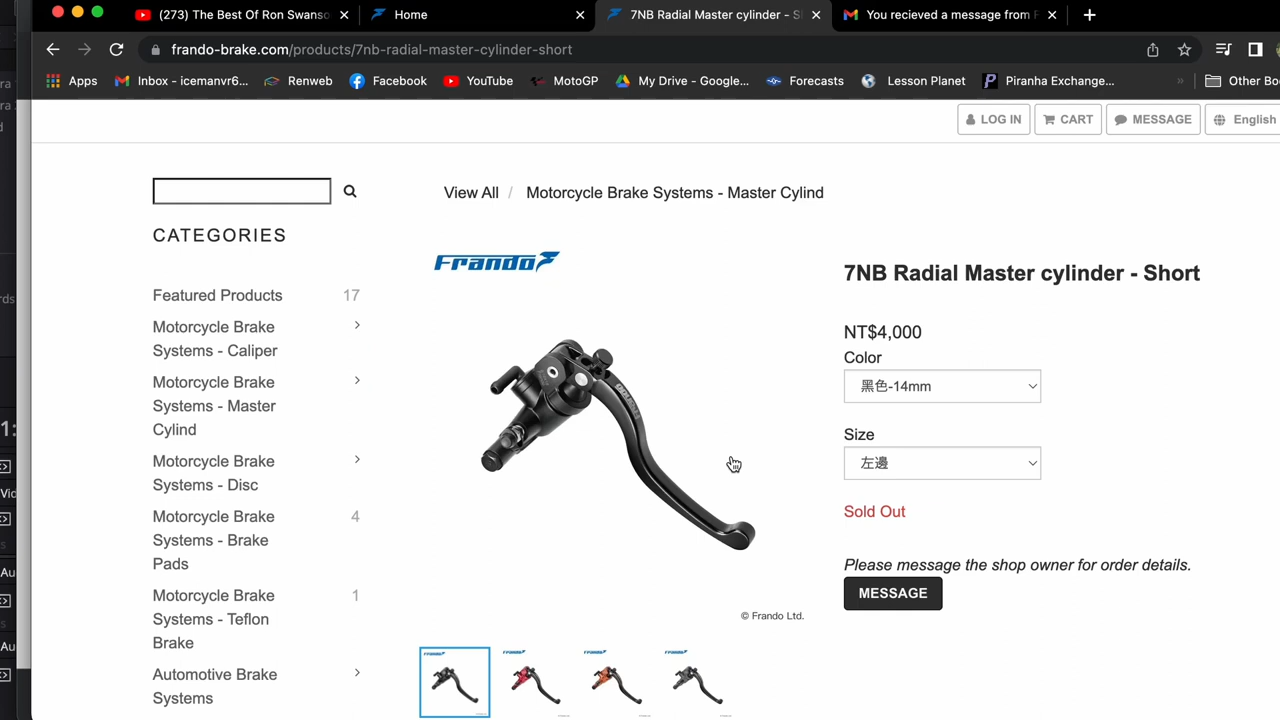 (273) The Best Of Ron Swanso
Home
7NB Radial Master cylinder - S
You recieved a message from F
frando-brake.com/products/7nb-radial-master-cylinder-short
Apps
Inbox - icemanvr6...
Renweb
Facebook
YouTube
MotoGP
My Drive - Google...
Forecasts
Lesson Planet
Piranha Exchange...
»
Other Bo
LOG IN
CART
MESSAGE
English
View All / Motorcycle Brake Systems - Master Cylind
CATEGORIES
Featured Products 17
Motorcycle Brake
Systems - Caliper
Motorcycle Brake
Systems - Master
Cylind
Motorcycle Brake
Systems - Disc
Motorcycle Brake 4
Systems - Brake
Pads
Motorcycle Brake 1
Systems - Teflon
Brake
Automotive Brake
Systems
Frando
© Frando Ltd.
7NB Radial Master cylinder - Short
NT$4,000
Color
黑色-14mm
Size
左邊
Sold Out
Please message the shop owner for order details.
MESSAGE